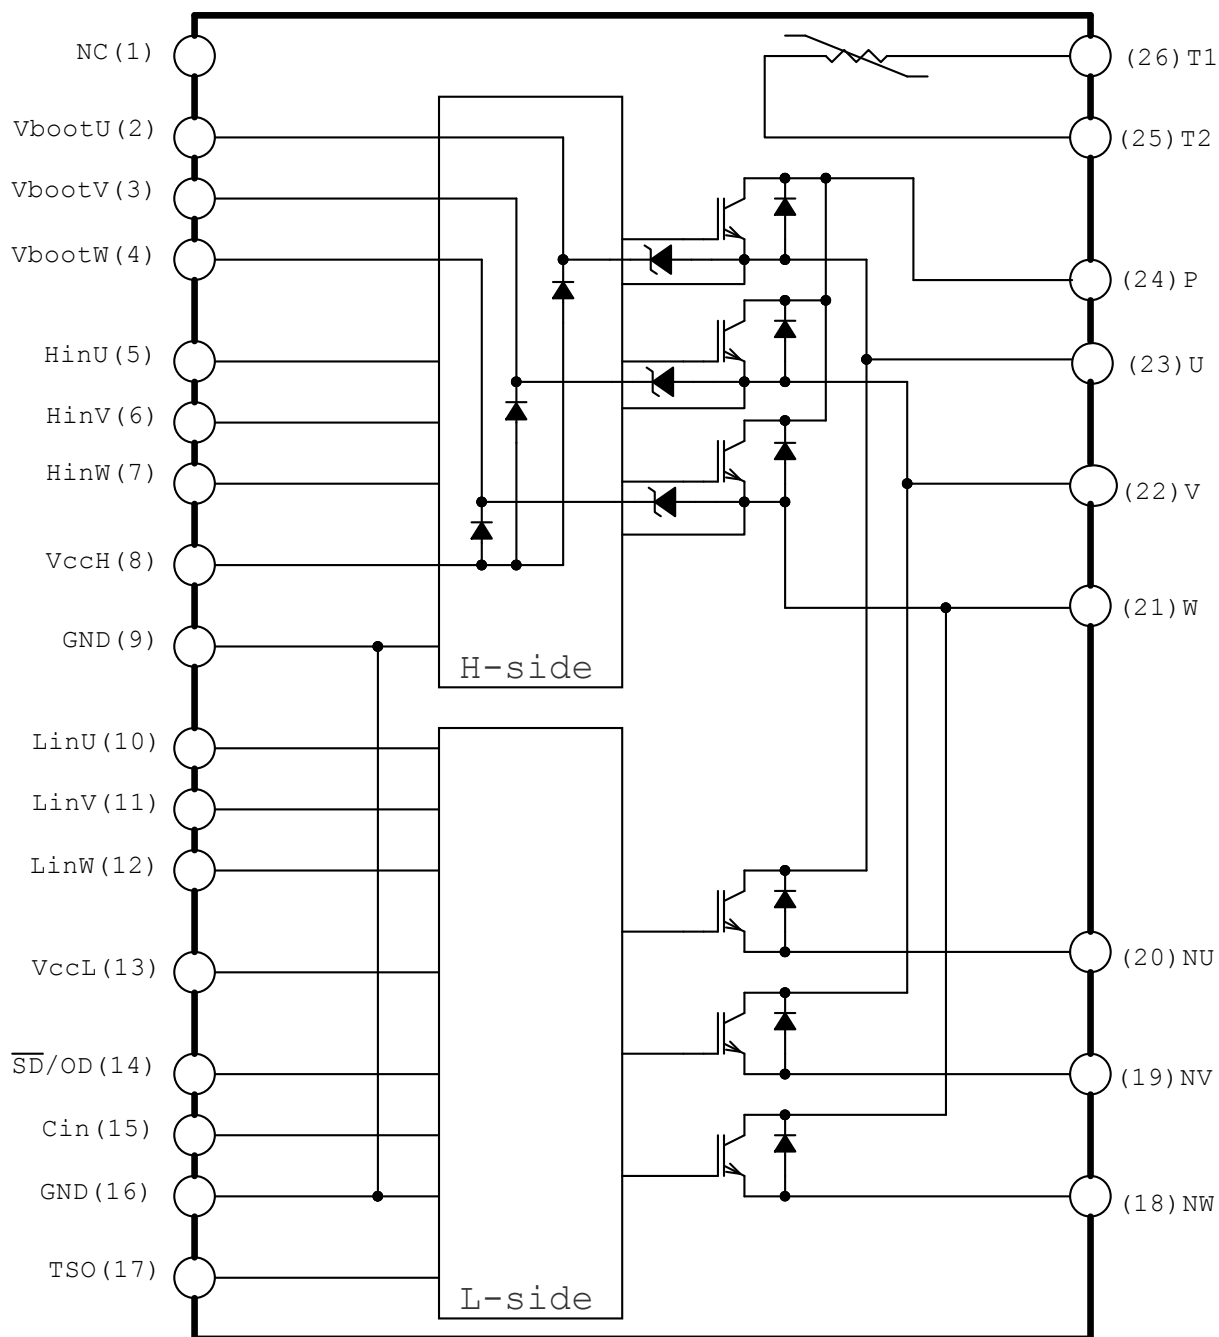 NC(1)
VbootU(2)
VbootV(3)
VbootW(4)
HinU(5)
HinV(6)
HinW(7)
VccH(8)
GND(9)
LinU(10)
LinV(11)
LinW(12)
VccL(13)
S̅D̅/OD(14)
Cin(15)
GND(16)
TSO(17)
H-side
L-side
(26)T1
(25)T2
(24)P
(23)U
(22)V
(21)W
(20)NU
(19)NV
(18)NW